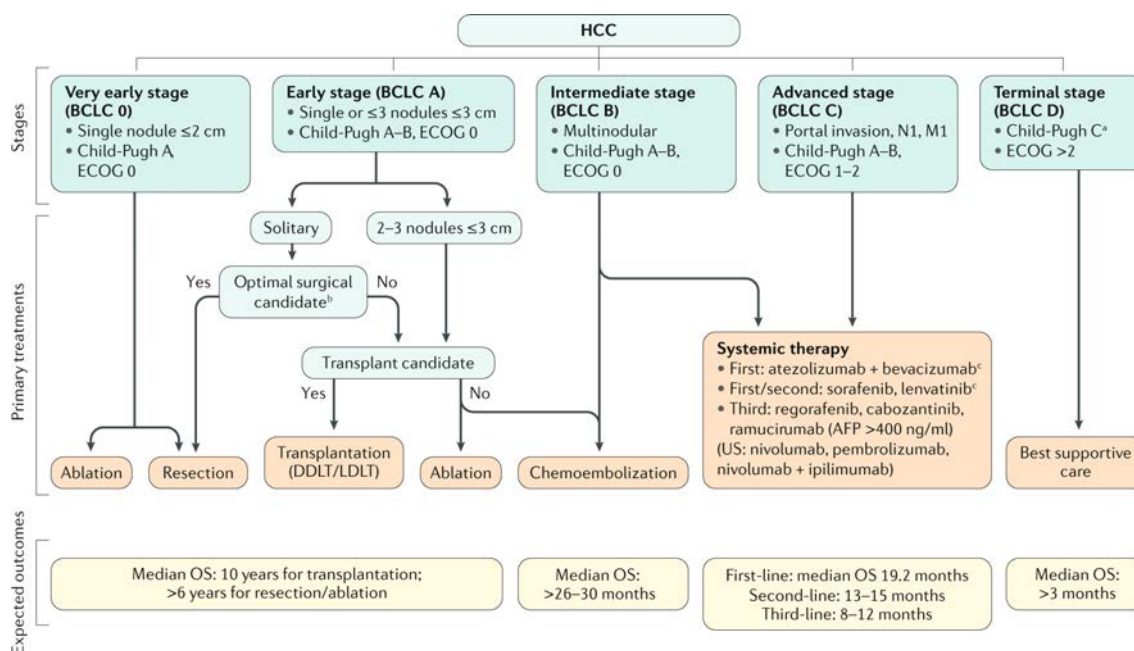 HCC
Stages
Very early stage
(BCLC 0)
• Single nodule ≤2 cm
• Child-Pugh A,
ECOG 0
Early stage (BCLC A)
• Single or ≤3 nodules ≤3 cm
• Child-Pugh A–B, ECOG 0
Intermediate stage
(BCLC B)
• Multinodular
• Child-Pugh A–B,
ECOG 0
Advanced stage
(BCLC C)
• Portal invasion, N1, M1
• Child-Pugh A–B,
ECOG 1–2
Terminal stage
(BCLC D)
• Child-Pugh Cᵃ
• ECOG >2
Primary treatments
Solitary
2–3 nodules ≤3 cm
Yes
Optimal surgical
candidateᵇ
No
Transplant candidate
Yes
No
Ablation
Resection
Transplantation
(DDLT/LDLT)
Ablation
Chemoembolization
Systemic therapy
• First: atezolizumab + bevacizumabᶜ
• First/second: sorafenib, lenvatinibᶜ
• Third: regorafenib, cabozantinib,
ramucirumab (AFP >400 ng/ml)
(US: nivolumab, pembrolizumab,
nivolumab + ipilimumab)
Best supportive
care
Expected outcomes
Median OS: 10 years for transplantation;
>6 years for resection/ablation
Median OS:
>26–30 months
First-line: median OS 19.2 months
Second-line: 13–15 months
Third-line: 8–12 months
Median OS:
>3 months